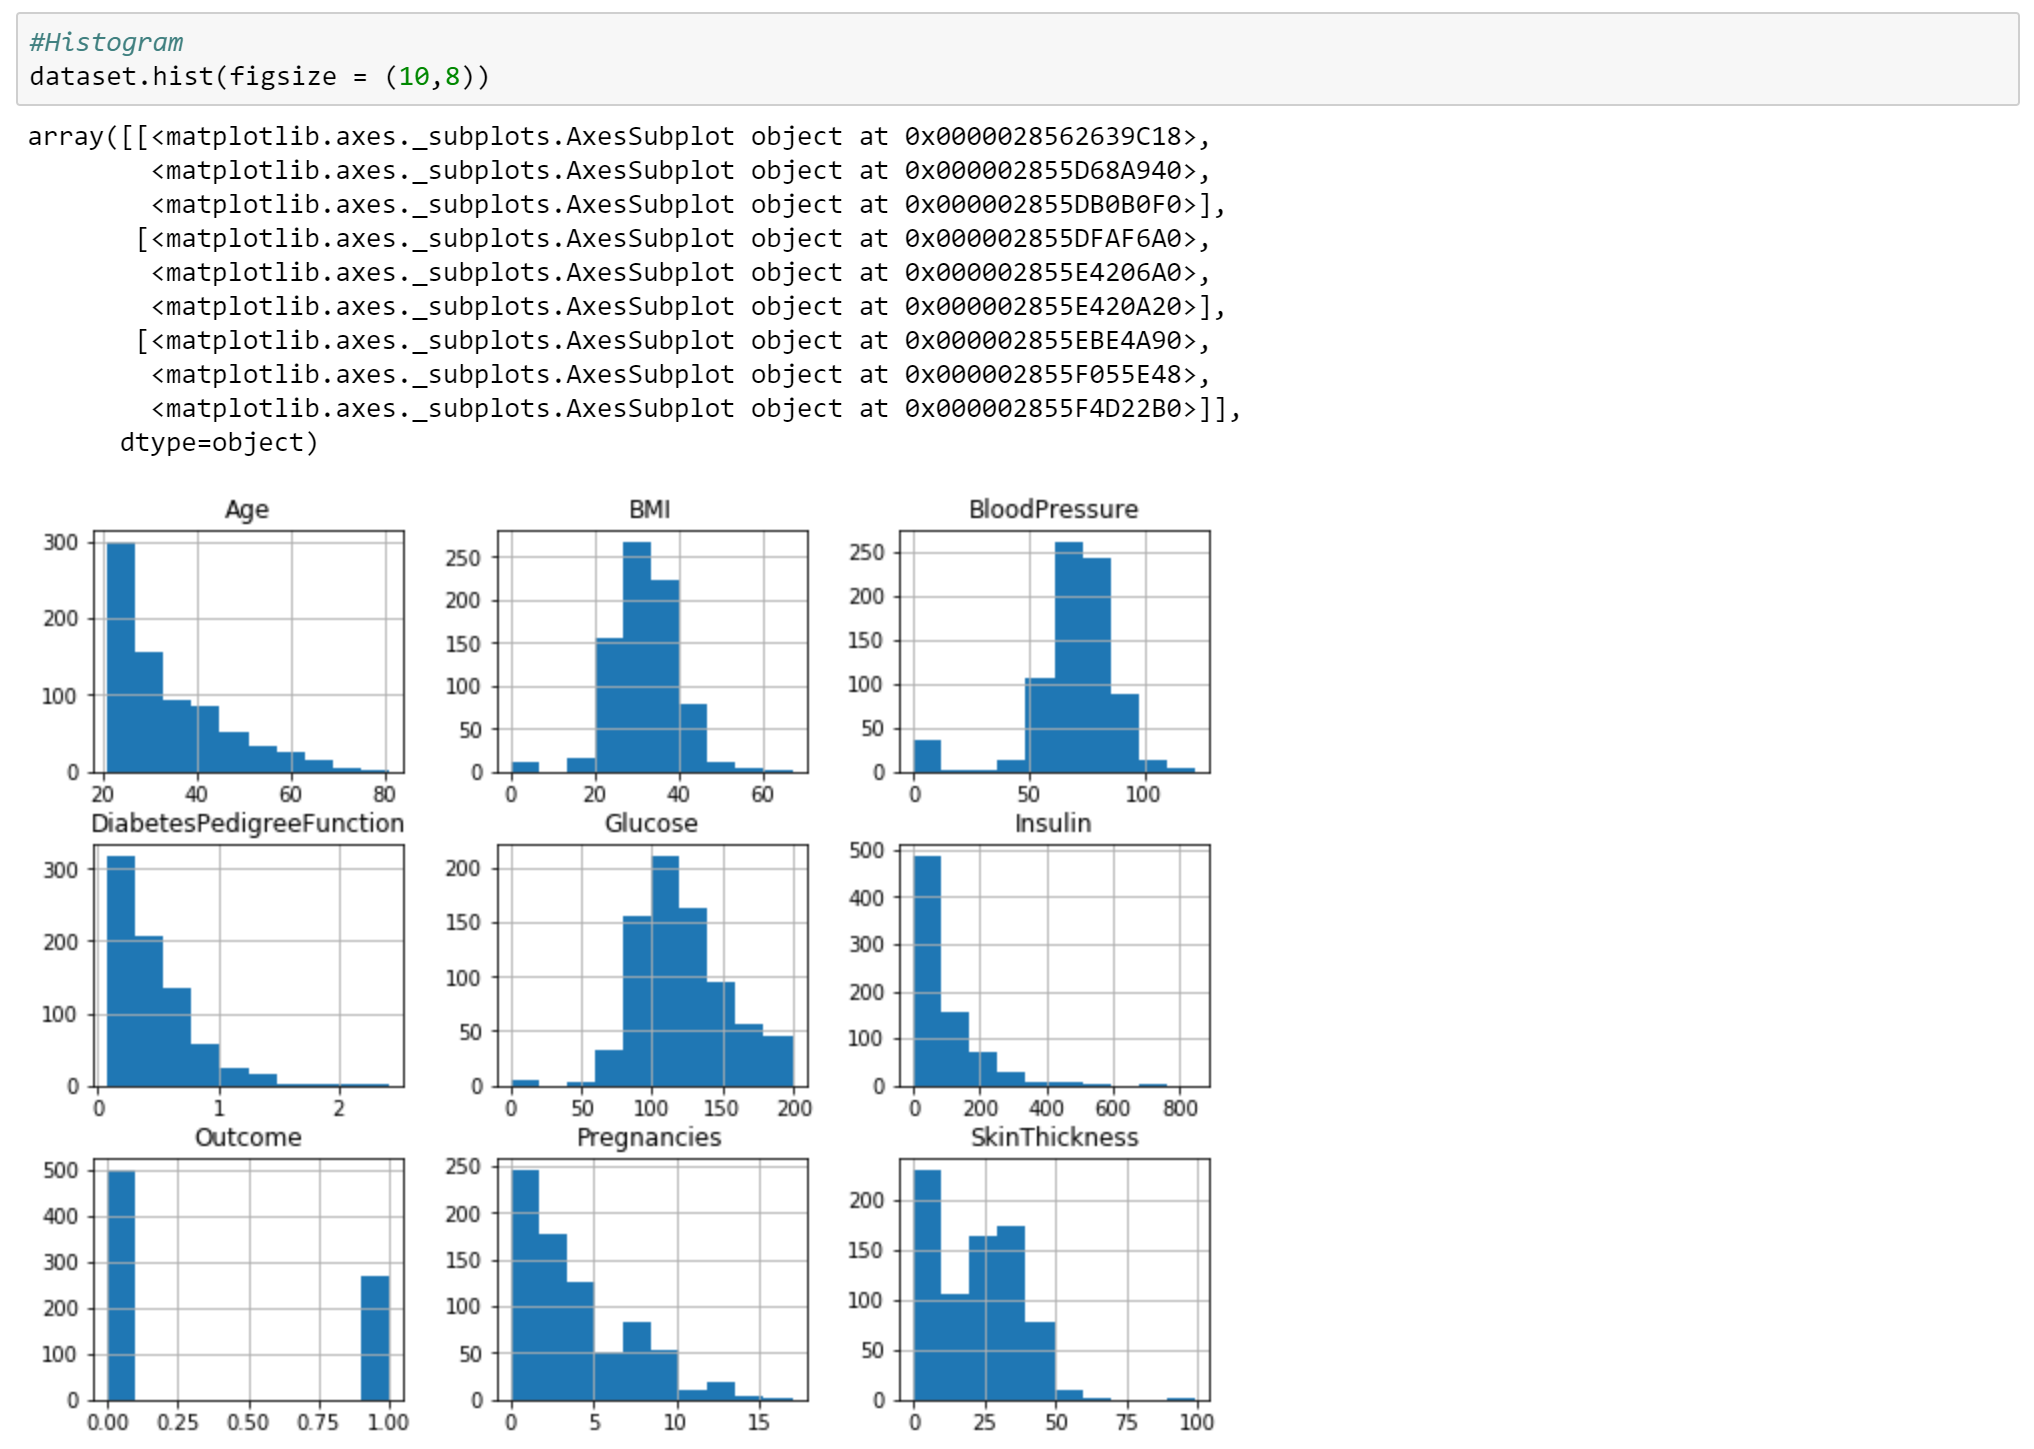 #Histogram
dataset.hist(figsize = (10,8))
array([[<matplotlib.axes._subplots.AxesSubplot object at 0x0000028562639C18>,
<matplotlib.axes._subplots.AxesSubplot object at 0x000002855D68A940>,
<matplotlib.axes._subplots.AxesSubplot object at 0x000002855DB0B0F0>],
[<matplotlib.axes._subplots.AxesSubplot object at 0x000002855DFAF6A0>,
<matplotlib.axes._subplots.AxesSubplot object at 0x000002855E4206A0>,
<matplotlib.axes._subplots.AxesSubplot object at 0x000002855E420A20>],
[<matplotlib.axes._subplots.AxesSubplot object at 0x000002855EBE4A90>,
<matplotlib.axes._subplots.AxesSubplot object at 0x000002855F055E48>,
<matplotlib.axes._subplots.AxesSubplot object at 0x000002855F4D22B0>]],
dtype=object)
Age
300
200
100
0
20 40 60 80
BMI
250
200
150
100
50
0
0 20 40 60
BloodPressure
250
200
150
100
50
0
0 50 100
DiabetesPedigreeFunction
300
200
100
0
0 1 2
Glucose
200
150
100
50
0
0 50 100 150 200
Insulin
500
400
300
200
100
0
0 200 400 600 800
Outcome
500
400
300
200
100
0
0.00 0.25 0.50 0.75 1.00
Pregnancies
250
200
150
100
50
0
0 5 10 15
SkinThickness
200
150
100
50
0
0 25 50 75 100